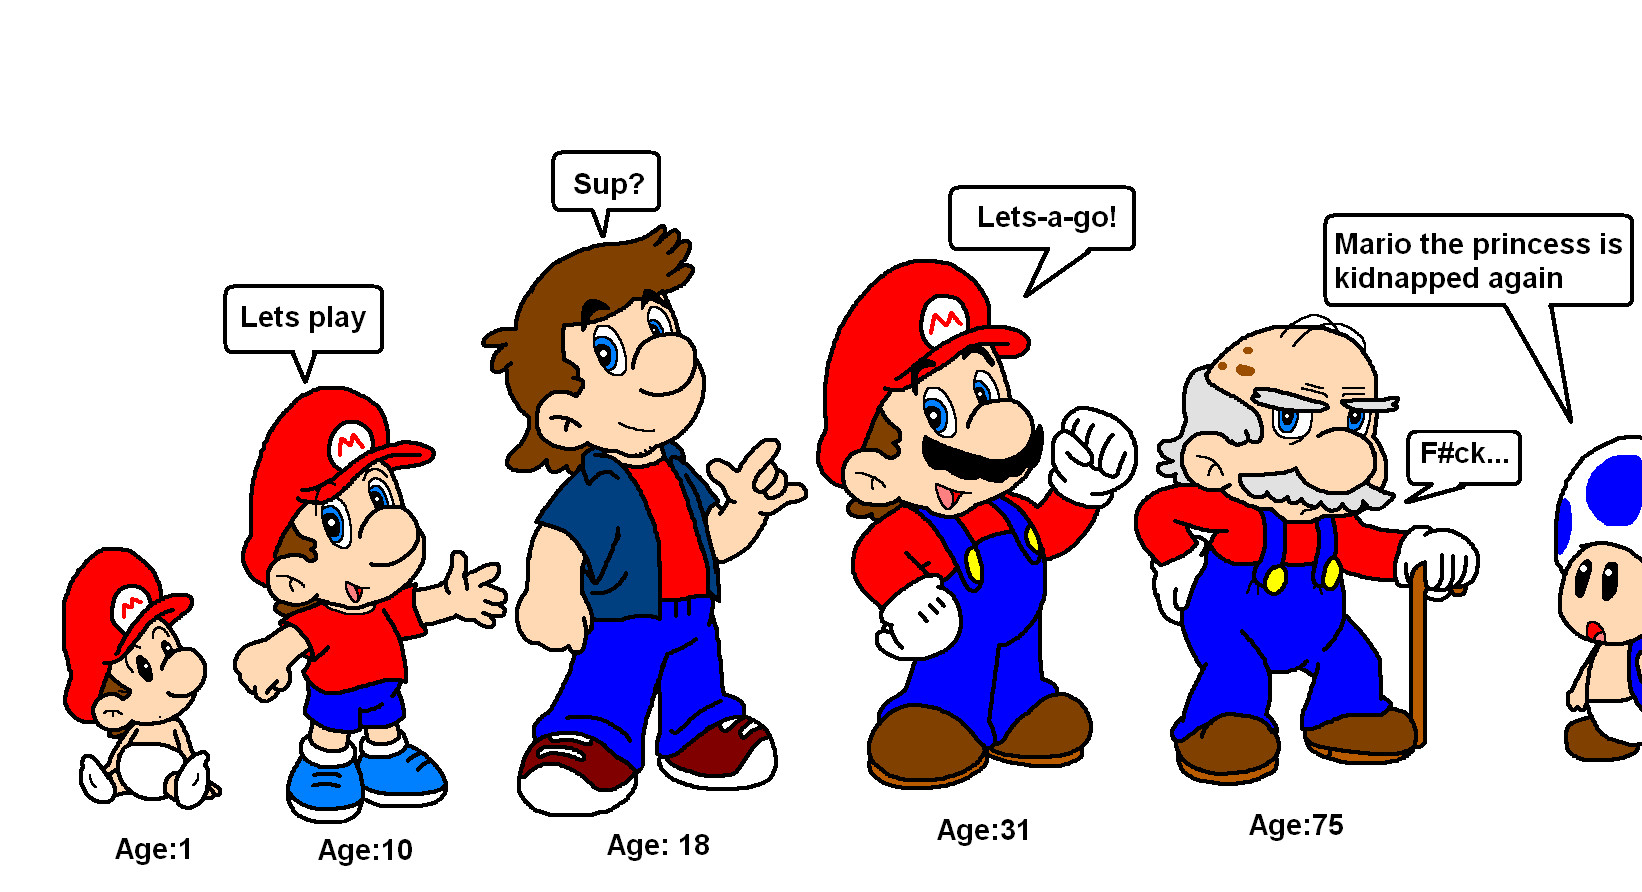 Sup?
Lets-a-go!
Mario the princess is
kidnapped again
Lets play
F#ck...
M
M
M
Age:1
Age:10
Age: 18
Age:31
Age:75